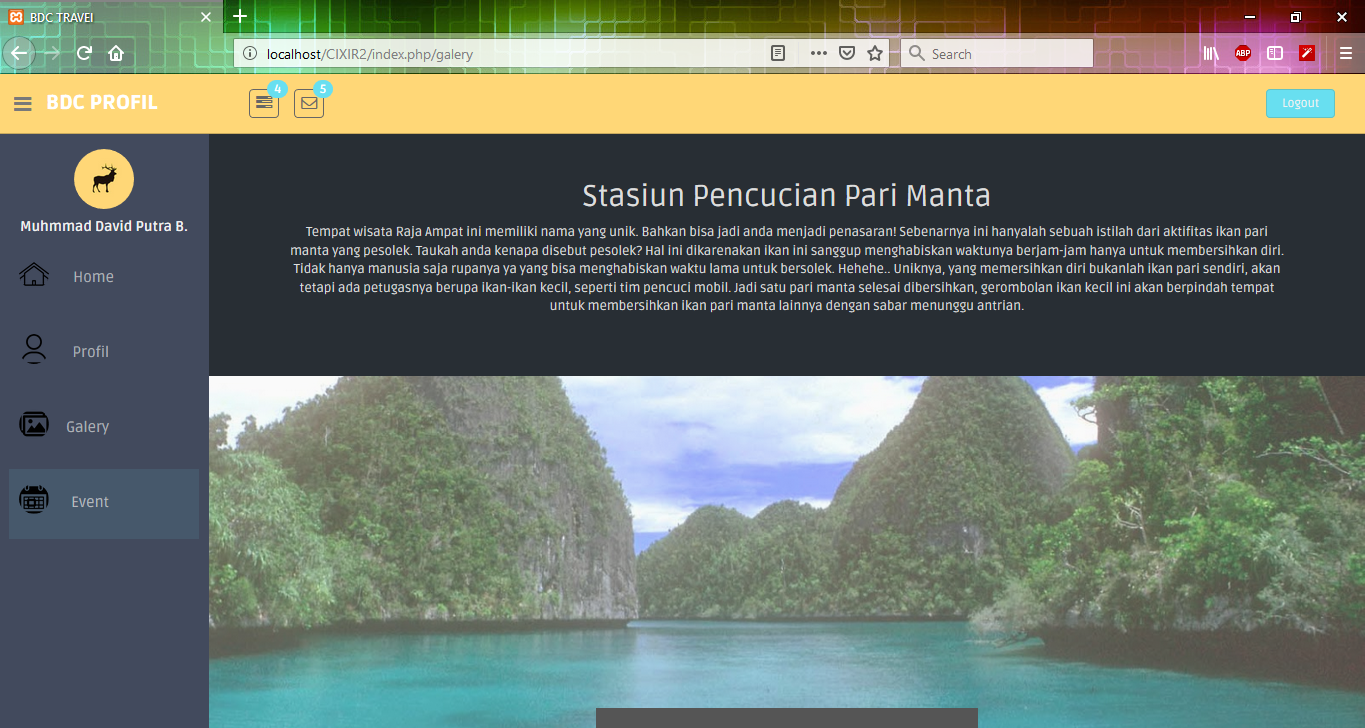 BDC TRAVEl
localhost/CIXIR2/index.php/galery
Search
ABP
BDC PROFIL
4
5
Logout
Muhmmad David Putra B.
Home
Profil
Galery
Event
Stasiun Pencucian Pari Manta
Tempat wisata Raja Ampat ini memiliki nama yang unik. Bahkan bisa jadi anda menjadi penasaran! Sebenarnya ini hanyalah sebuah istilah dari aktifitas ikan pari
manta yang pesolek. Taukah anda kenapa disebut pesolek? Hal ini dikarenakan ikan ini sanggup menghabiskan waktunya berjam-jam hanya untuk membersihkan diri.
Tidak hanya manusia saja rupanya ya yang bisa menghabiskan waktu lama untuk bersolek. Hehehe.. Uniknya, yang memersihkan diri bukanlah ikan pari sendiri, akan
tetapi ada petugasnya berupa ikan-ikan kecil, seperti tim pencuci mobil. Jadi satu pari manta selesai dibersihkan, gerombolan ikan kecil ini akan berpindah tempat
untuk membersihkan ikan pari manta lainnya dengan sabar menunggu antrian.